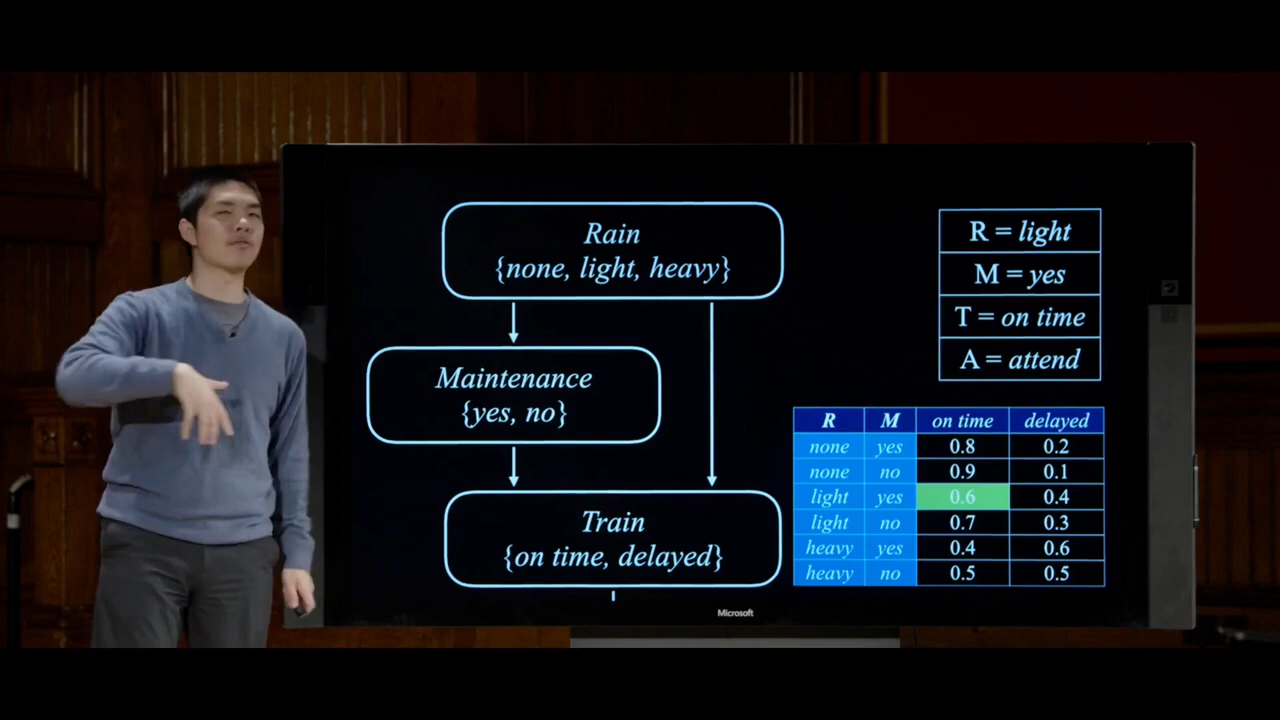 Rain
{none, light, heavy}
Maintenance
{yes, no}
Train
{on time, delayed}
R = light
M = yes
T = on time
A = attend
R M on time delayed
none yes 0.8 0.2
none no 0.9 0.1
light yes 0.6 0.4
light no 0.7 0.3
heavy yes 0.4 0.6
heavy no 0.5 0.5
Microsoft